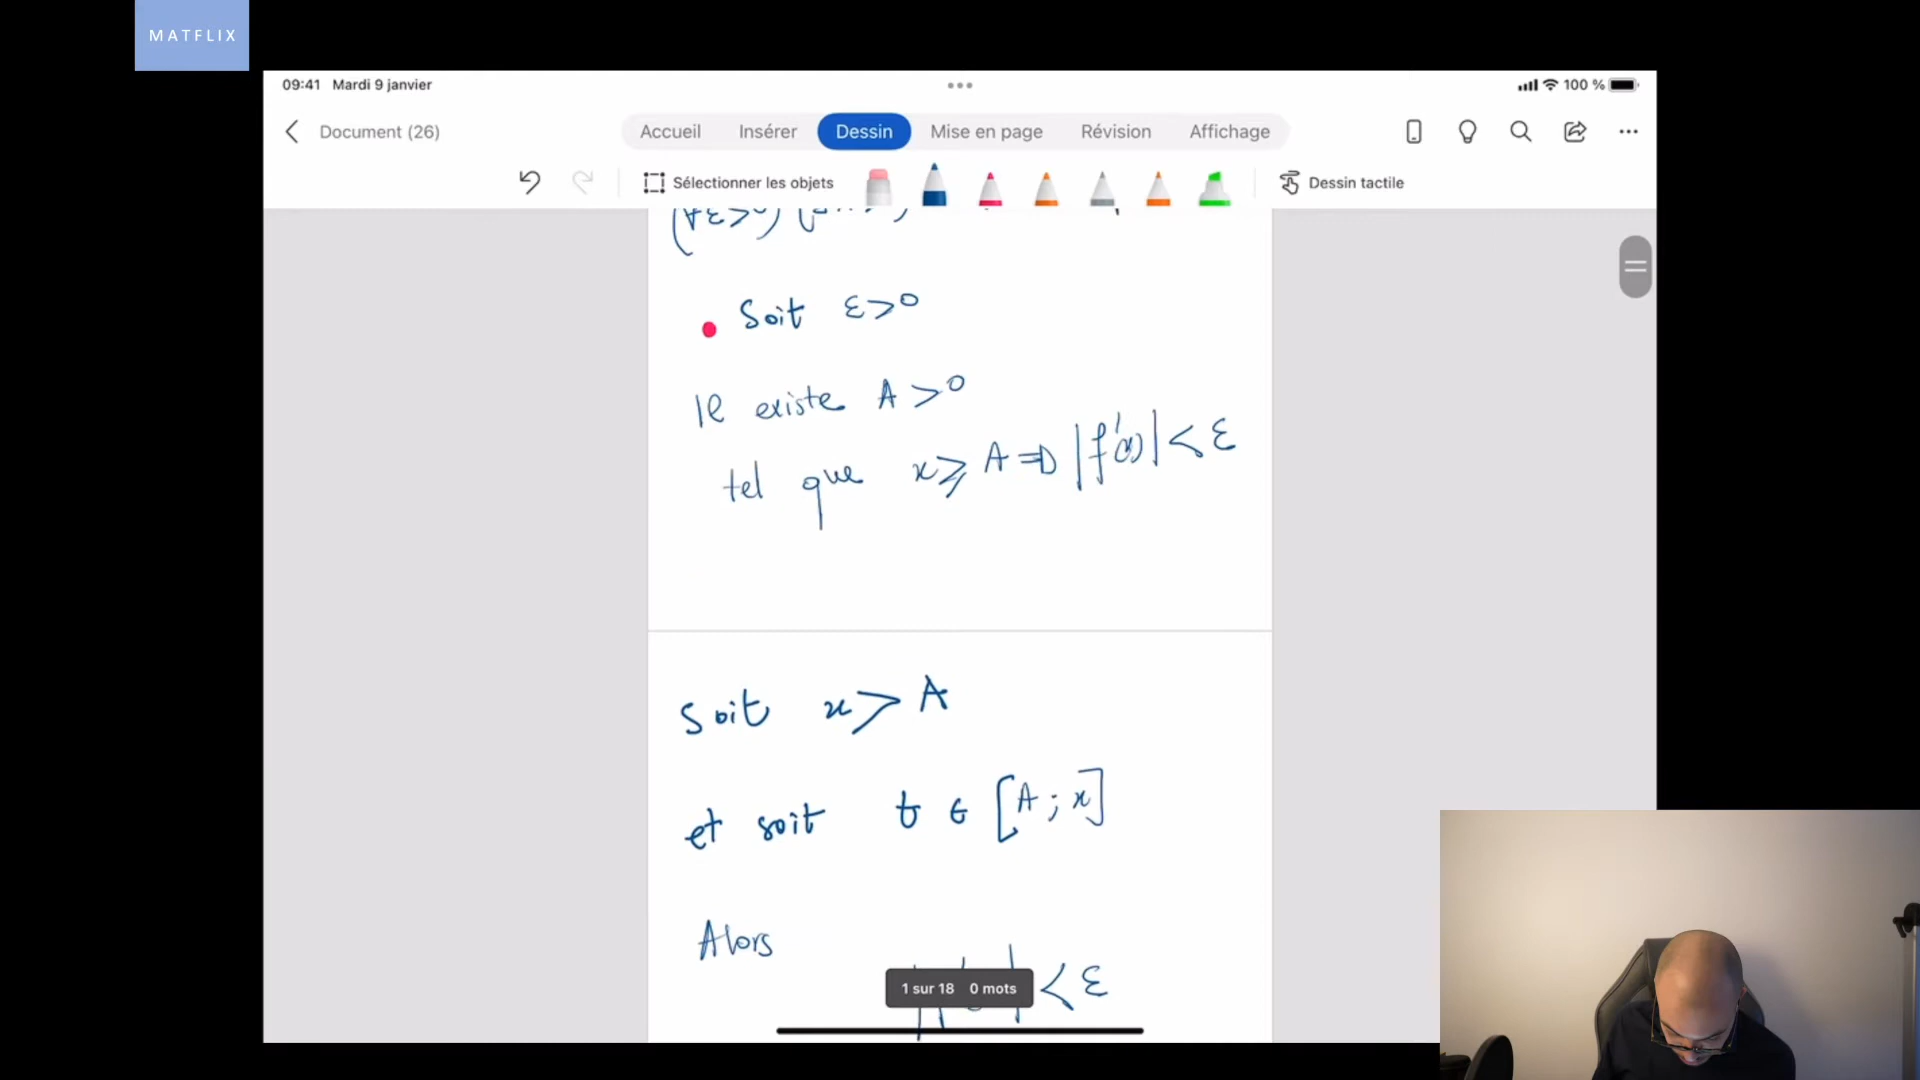 MATFLIX
09:41 Mardi 9 janvier
100 %
Document (26)
Accueil Insérer Dessin Mise en page Révision Affichage
Sélectionner les objets
Dessin tactile
(∀ε>0)
• Soit ε>0
Il existe A>0
tel que x⩾A ⇒ |f'(x)|<ε
Soit x>A
et soit t ∈ [A;x]
Alors
<ε
1 sur 18 0 mots